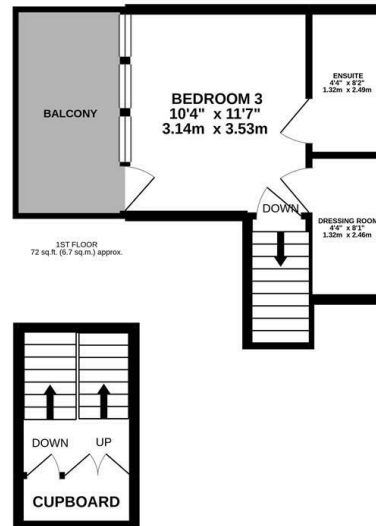 BALCONY
BEDROOM 3
10'4" x 11'7"
3.14m x 3.53m
ENSUITE
4'4" x 8'2"
1.32m x 2.49m
DOWN
DRESSING ROOM
4'4" x 8'1"
1.32m x 2.46m
1ST FLOOR
72 sq.ft. (6.7 sq.m.) approx.
DOWN
UP
CUPBOARD